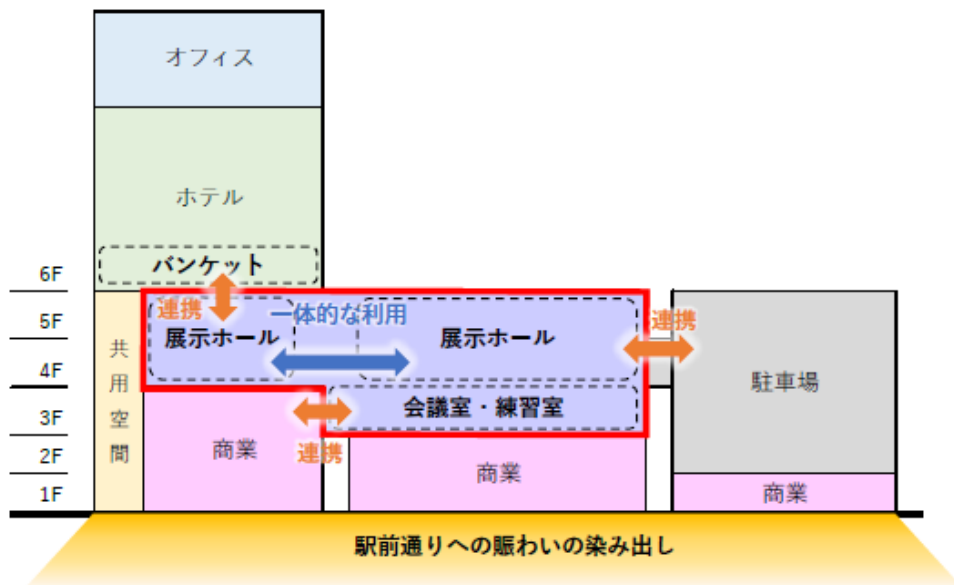 オフィス
ホテル
バンケット
6F
連携
一体的な利用
連携
5F
展示ホール
展示ホール
共用空間
4F
駐車場
会議室・練習室
3F
商業
連携
2F
商業
1F
商業
駅前通りへの賑わいの染み出し